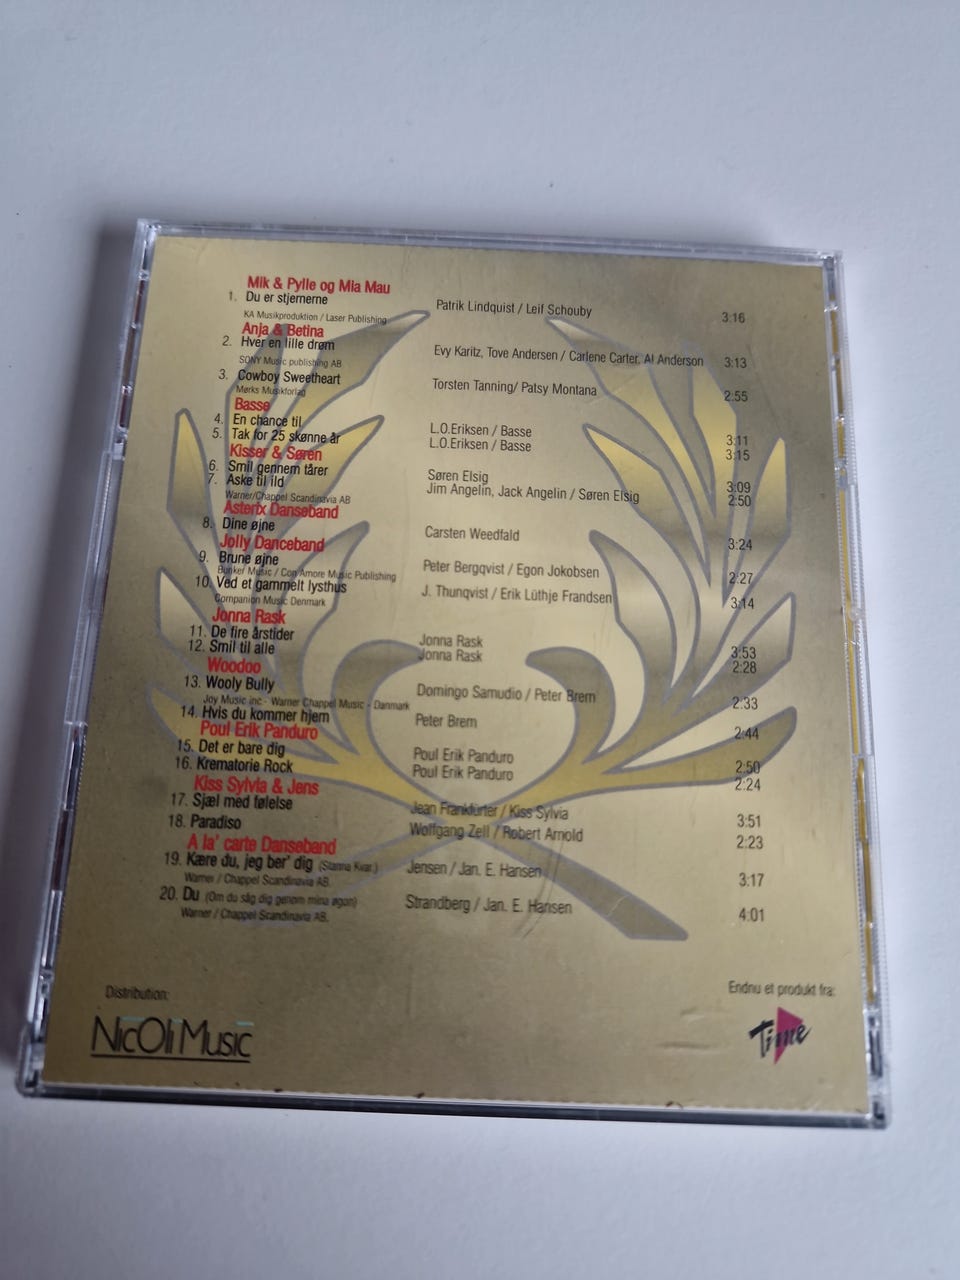 Mik & Pylle og Mia Mau
1. Du er stjernerne Patrik Lindquist / Leif Schouby 3:16
KA Musikproduktion / Laser Publishing
Anja & Betina
2. Hver en lille drøm Evy Karitz, Tove Andersen / Carlene Carter, Al Anderson 3:13
SONY Music publishing AB
3. Cowboy Sweetheart Torsten Tanning/ Patsy Montana 2:55
Mørks Musikforlag
Basse
4. En chance til L.O.Eriksen / Basse 3:11
5. Tak for 25 skønne år L.O.Eriksen / Basse 3:15
Kisser & Søren
6. Smil gennem tårer Søren Elsig 3:09
7. Aske til ild Jim Angelin, Jack Angelin / Søren Elsig 2:50
Warner/Chappel Scandinavia AB
Asterix Danseband
8. Dine øjne Carsten Weedfald 3:24
Jolly Danceband
9. Brune øjne Peter Bergqvist / Egon Jokobsen 2:27
Bunker Music / Con Amore Music Publishing
10. Ved et gammelt lysthus J. Thunqvist / Erik Lüthje Frandsen 3:14
Companion Music Denmark
Jonna Rask
11. De fire årstider Jonna Rask 3:53
12. Smil til alle Jonna Rask 2:28
Woodoo
13. Wooly Bully Domingo Samudio / Peter Brem 2:33
Joy Music inc - Warner Chappel Music - Danmark
14. Hvis du kommer hjem Peter Brem 2:44
Poul Erik Panduro
15. Det er bare dig Poul Erik Panduro 2:50
16. Krematorie Rock Poul Erik Panduro 2:24
Kiss Sylvia & Jens
17. Sjæl med følelse Jean Frankfurter / Kiss Sylvia 3:51
18. Paradiso Wolfgang Zell / Robert Arnold 2:23
A la' carte Danseband
19. Kære du, jeg ber' dig (Stanna Kvar.) Jensen / Jan. E. Hansen 3:17
Warner / Chappel Scandinavia AB.
20. Du (Om du såg dig genom mina øgon) Strandberg / Jan. E. Hansen 4:01
Warner / Chappel Scandinavia AB.
Distribution:
NicOli Music
Endnu et produkt fra:
Time